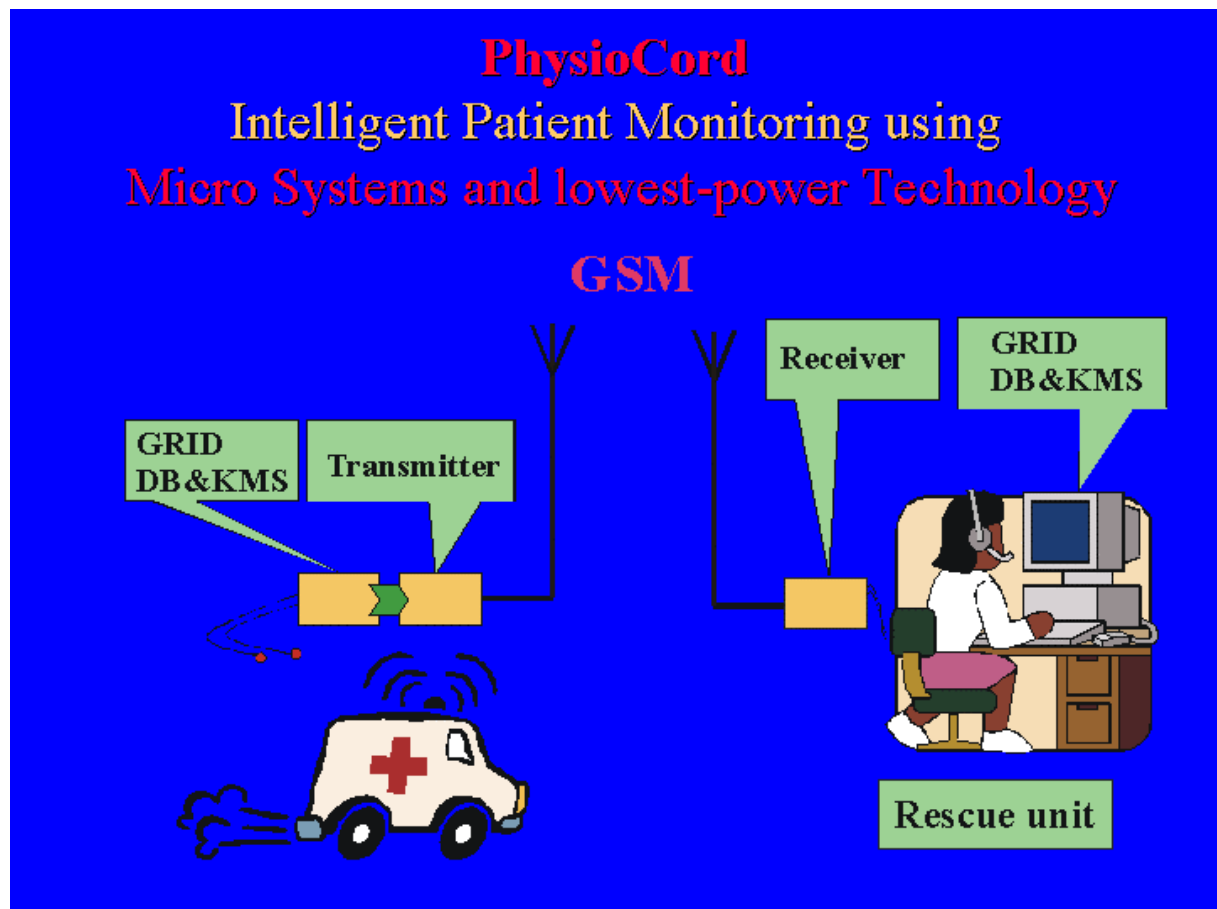 PhysioCord
Intelligent Patient Monitoring using
Micro Systems and lowest-power Technology
GSM
Receiver
GRID
DB&KMS
GRID
DB&KMS
Transmitter
Rescue unit